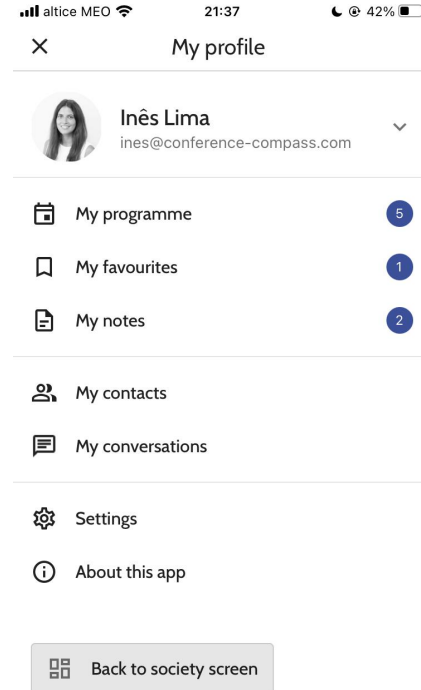 altice MEO 21:37 42%
My profile
Inês Lima
ines@conference-compass.com
My programme 5
My favourites 1
My notes 2
My contacts
My conversations
Settings
About this app
Back to society screen